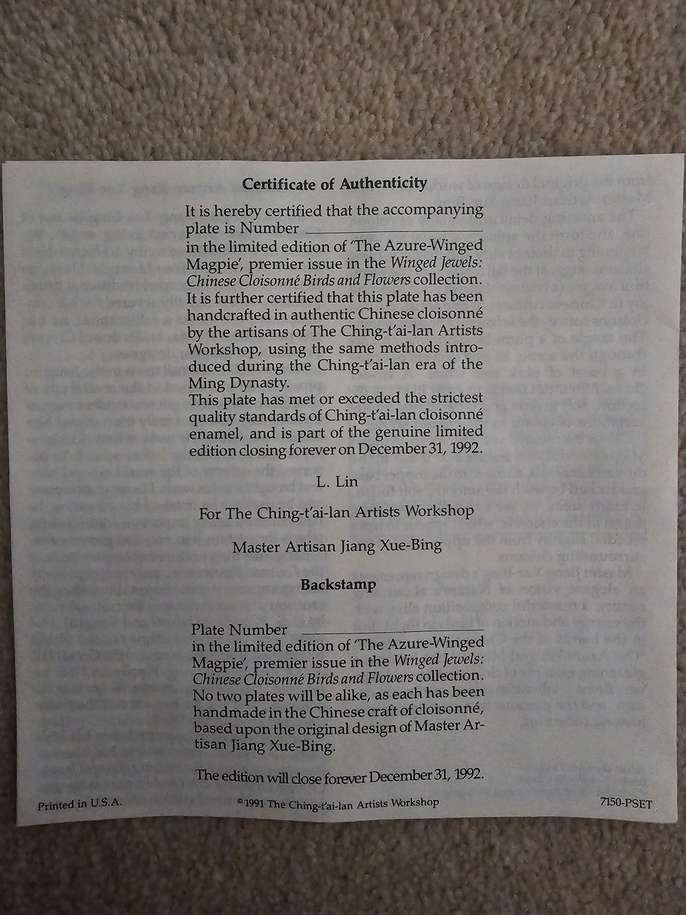 Certificate of Authenticity
It is hereby certified that the accompanying
plate is Number
in the limited edition of 'The Azure-Winged
Magpie', premier issue in the Winged Jewels:
Chinese Cloisonné Birds and Flowers collection.
It is further certified that this plate has been
handcrafted in authentic Chinese cloisonné
by the artisans of The Ching-t'ai-lan Artists
Workshop, using the same methods intro-
duced during the Ching-t'ai-lan era of the
Ming Dynasty.
This plate has met or exceeded the strictest
quality standards of Ching-t'ai-lan cloisonné
enamel, and is part of the genuine limited
edition closing forever on December 31, 1992.
L. Lin
For The Ching-t'ai-lan Artists Workshop
Master Artisan Jiang Xue-Bing
Backstamp
Plate Number
in the limited edition of 'The Azure-Winged
Magpie', premier issue in the Winged Jewels:
Chinese Cloisonné Birds and Flowers collection.
No two plates will be alike, as each has been
handmade in the Chinese craft of cloisonné,
based upon the original design of Master Ar-
tisan Jiang Xue-Bing.
The edition will close forever December 31, 1992.
Printed in U.S.A. ©1991 The Ching-t'ai-lan Artists Workshop 7150-PSET